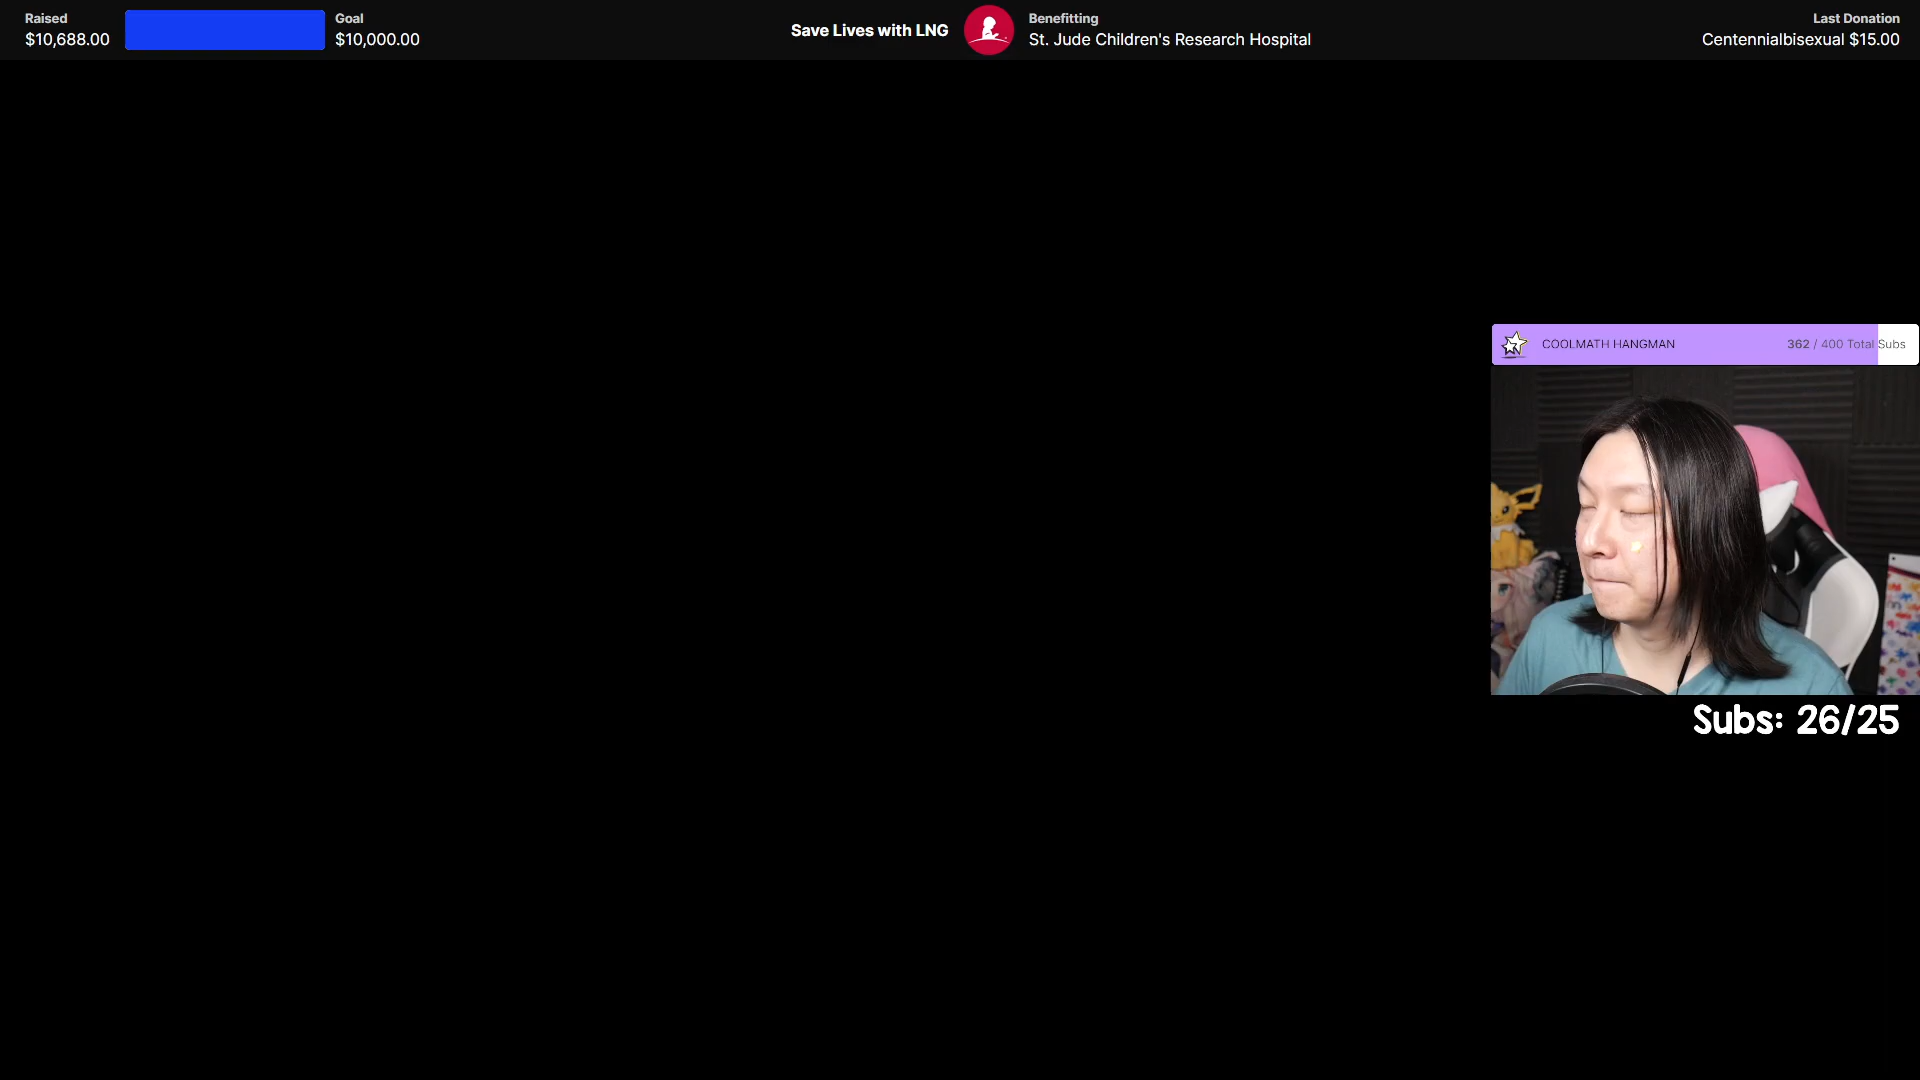 Raised
$10,688.00
Goal
$10,000.00
Save Lives with LNG
Benefitting
St. Jude Children's Research Hospital
Last Donation
Centennialbisexual $15.00
COOLMATH HANGMAN
362 / 400 Total Subs
Subs: 26/25